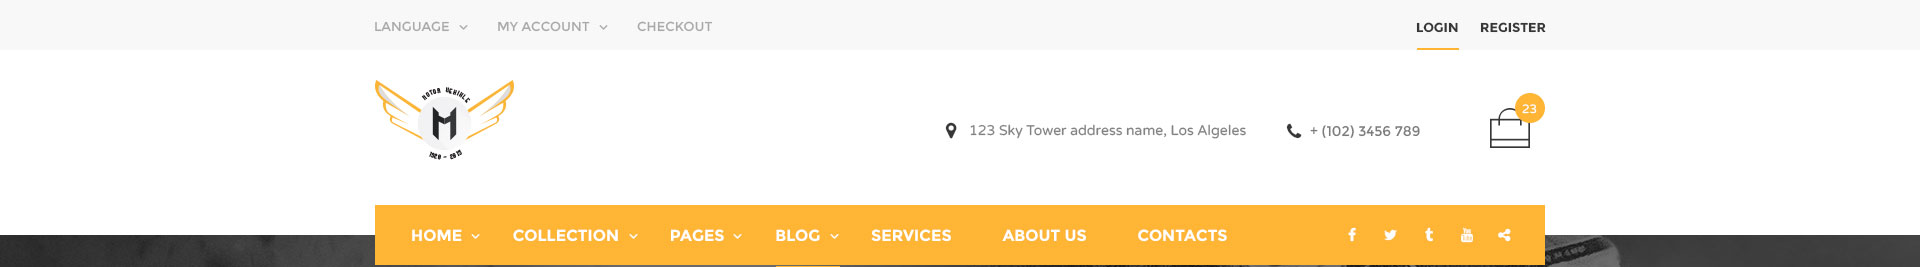 LANGUAGE MY ACCOUNT CHECKOUT LOGIN REGISTER
MOTOR VEHICLE
M
1920 - 2015
123 Sky Tower address name, Los Algeles + (102) 3456 789 23
HOME COLLECTION PAGES BLOG SERVICES ABOUT US CONTACTS